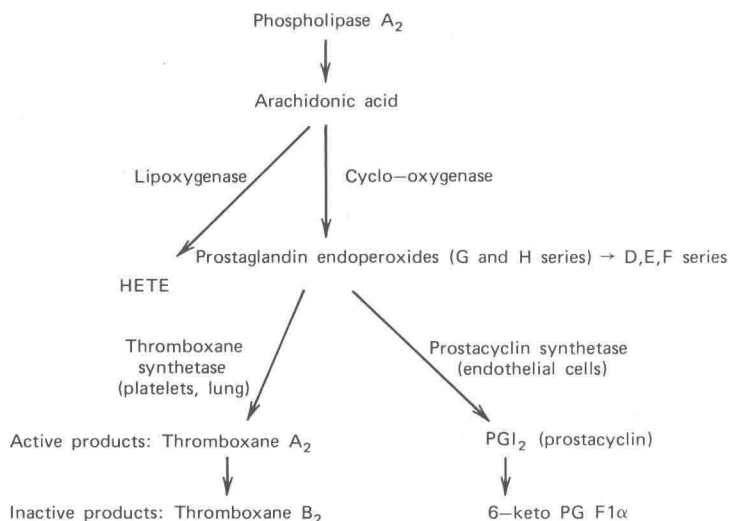 Phospholipase A₂
Arachidonic acid
Lipoxygenase
Cyclo–oxygenase
Prostaglandin endoperoxides (G and H series) → D,E,F series
HETE
Thromboxane
synthetase
(platelets, lung)
Prostacyclin synthetase
(endothelial cells)
Active products: Thromboxane A₂
PGI₂ (prostacyclin)
Inactive products: Thromboxane B₂
6–keto PG F1α